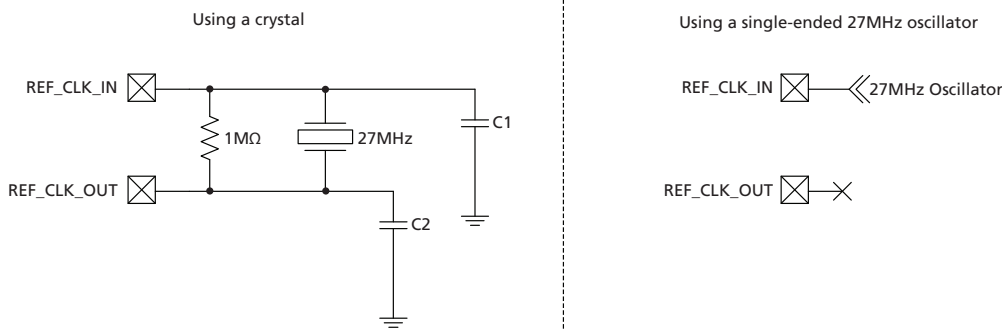 Using a crystal
REF_CLK_IN
1MΩ
27MHz
C1
REF_CLK_OUT
C2
Using a single-ended 27MHz oscillator
REF_CLK_IN
27MHz Oscillator
REF_CLK_OUT